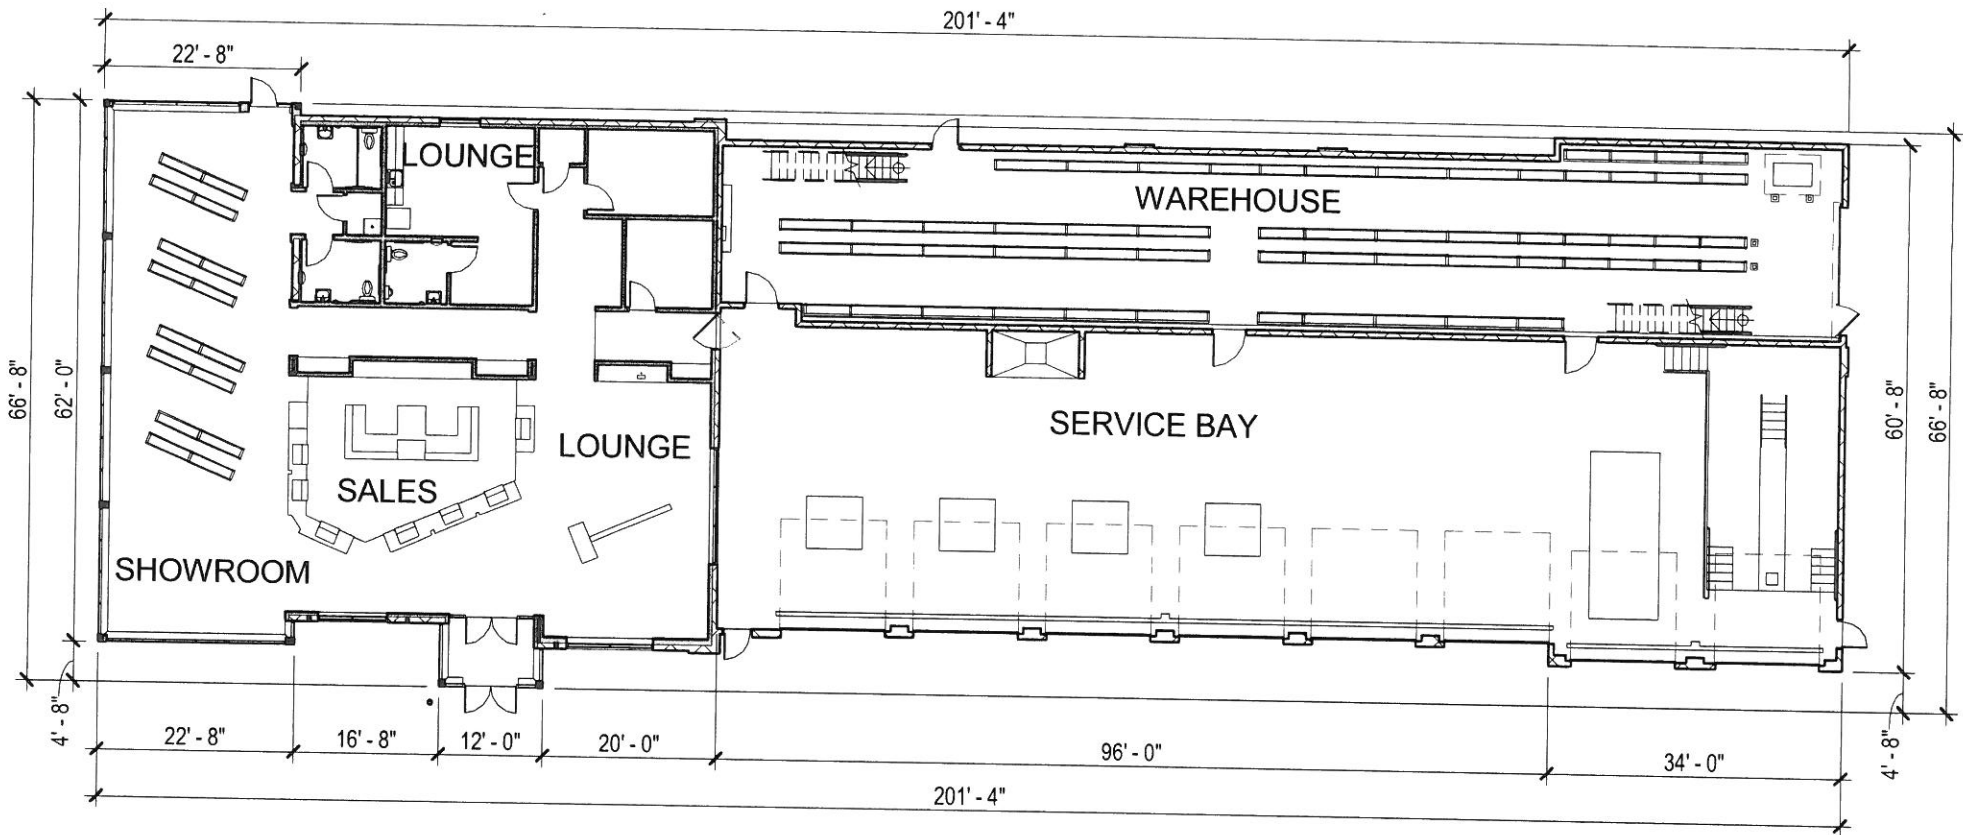 201' - 4"
22' - 8"
LOUNGE
WAREHOUSE
66' - 8"
62' - 0"
60' - 8"
66' - 8"
SERVICE BAY
LOUNGE
SALES
SHOWROOM
4' - 8"
22' - 8"
16' - 8"
12' - 0"
20' - 0"
96' - 0"
34' - 0"
4' - 8"
201' - 4"